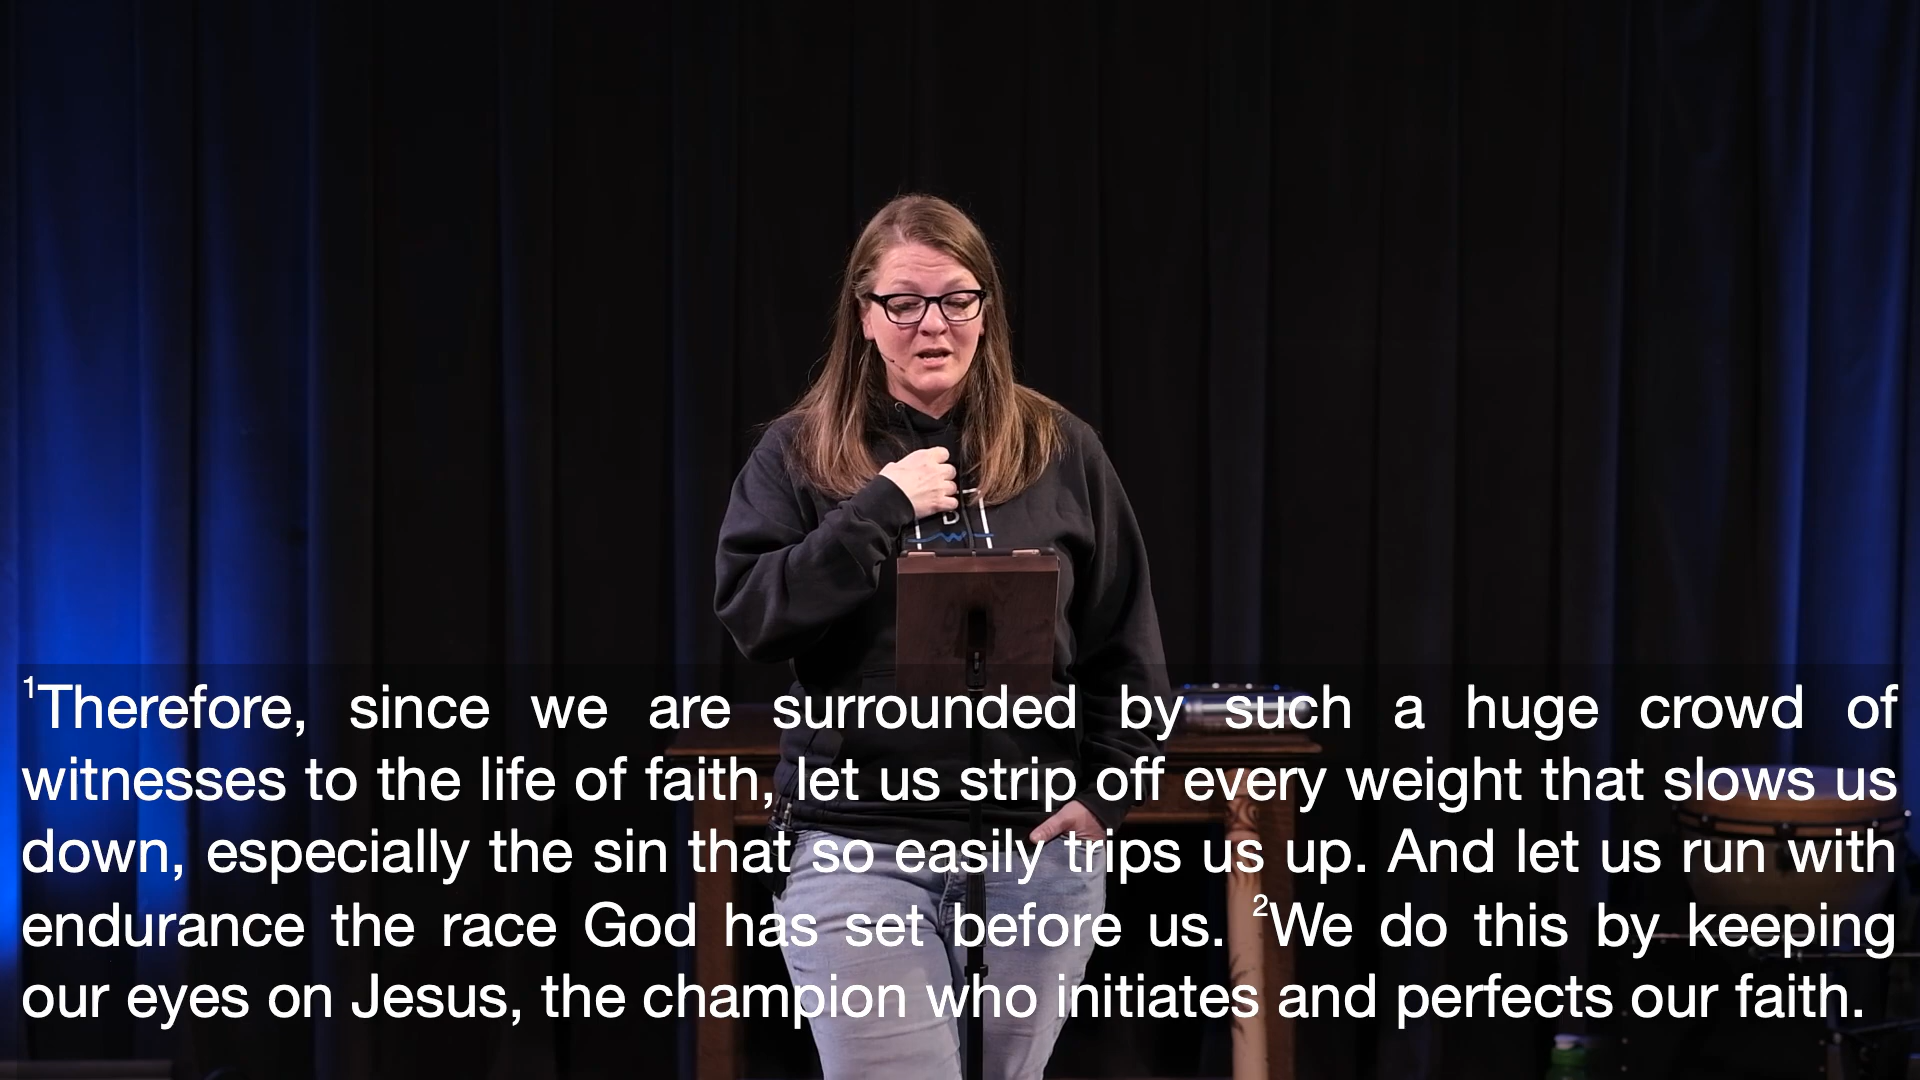 B
¹Therefore, since we are surrounded by such a huge crowd of
witnesses to the life of faith, let us strip off every weight that slows us
down, especially the sin that so easily trips us up. And let us run with
endurance the race God has set before us. ²We do this by keeping
our eyes on Jesus, the champion who initiates and perfects our faith.